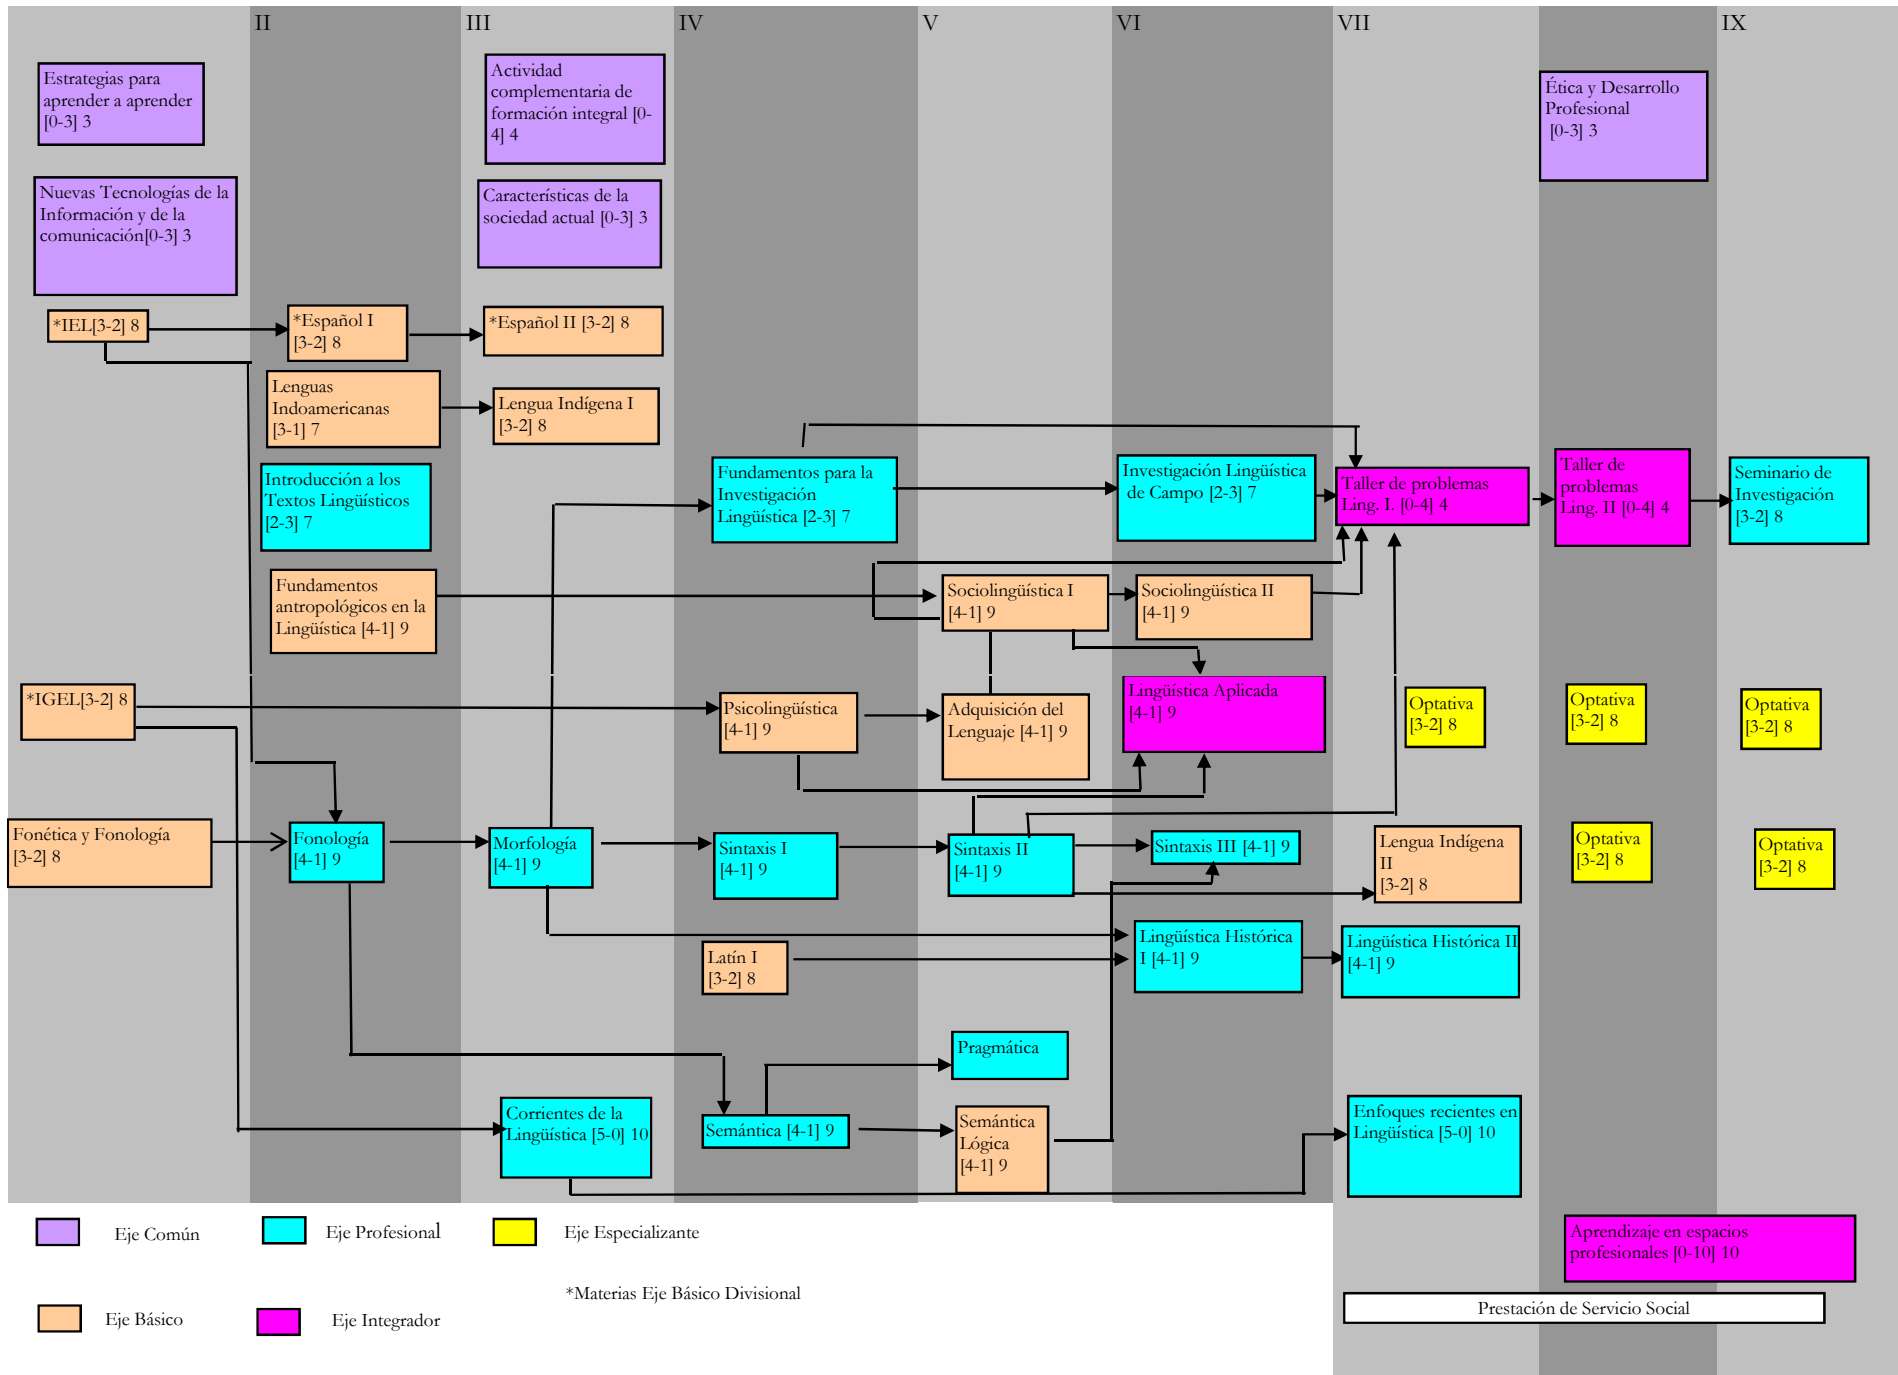 II
III
IV
V
VI
VII
IX
Estrategias para
aprender a aprender
[0-3] 3
Nuevas Tecnologías de la
Información y de la
comunicación[0-3] 3
*IEL[3-2] 8
*IGEL[3-2] 8
Fonética y Fonología
[3-2] 8
*Español I
[3-2] 8
Lenguas
Indoamericanas
[3-1] 7
Introducción a los
Textos Lingüísticos
[2-3] 7
Fundamentos
antropológicos en la
Lingüística [4-1] 9
Fonología
[4-1] 9
Actividad
complementaria de
formación integral [0-
4] 4
Características de la
sociedad actual [0-3] 3
*Español II [3-2] 8
Lengua Indígena I
[3-2] 8
Morfología
[4-1] 9
Corrientes de la
Lingüística [5-0] 10
Fundamentos para la
Investigación
Lingüística [2-3] 7
Psicolingüística
[4-1] 9
Sintaxis I
[4-1] 9
Latín I
[3-2] 8
Semántica [4-1] 9
Sociolingüística I
[4-1] 9
Adquisición del
Lenguaje [4-1] 9
Sintaxis II
[4-1] 9
Pragmática
Semántica
Lógica
[4-1] 9
Investigación Lingüística
de Campo [2-3] 7
Sociolingüística II
[4-1] 9
Lingüística Aplicada
[4-1] 9
Sintaxis III [4-1] 9
Lingüística Histórica
I [4-1] 9
Taller de problemas
Ling. I. [0-4] 4
Optativa
[3-2] 8
Lengua Indígena
II
[3-2] 8
Lingüística Histórica II
[4-1] 9
Enfoques recientes en
Lingüística [5-0] 10
Ética y Desarrollo
Profesional
[0-3] 3
Taller de
problemas
Ling. II [0-4] 4
Optativa
[3-2] 8
Optativa
[3-2] 8
Seminario de
Investigación
[3-2] 8
Optativa
[3-2] 8
Optativa
[3-2] 8
Aprendizaje en espacios
profesionales [0-10] 10
Prestación de Servicio Social
Eje Común
Eje Profesional
Eje Especializante
Eje Básico
Eje Integrador
*Materias Eje Básico Divisional